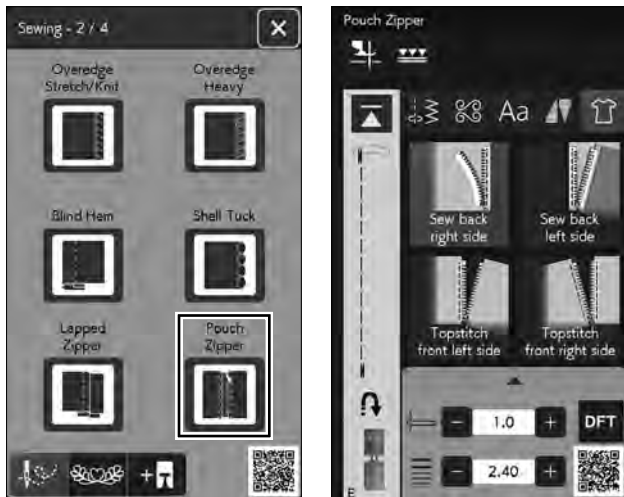 Sewing - 2 / 4
Overedge
Stretch/Knit
Overedge
Heavy
Blind Hem
Shell Tuck
Lapped
Zipper
Pouch
Zipper
Pouch Zipper
Aa
Sew back
right side
Sew back
left side
Topstitch
front left side
Topstitch
front right side
1.0
DFT
2.40
E